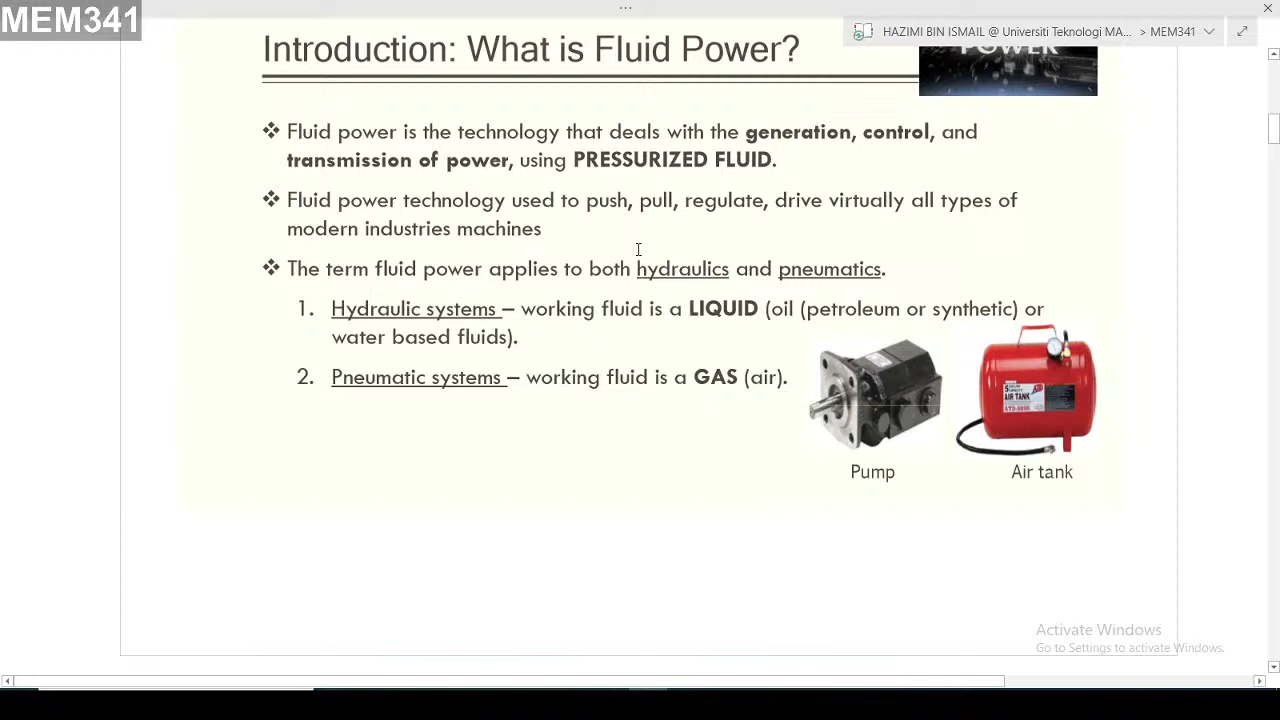 MEM341
HAZIMI BIN ISMAIL @ Universiti Teknologi MA... > MEM341
Introduction: What is Fluid Power?
POWER
❖ Fluid power is the technology that deals with the generation, control, and
transmission of power, using PRESSURIZED FLUID.
❖ Fluid power technology used to push, pull, regulate, drive virtually all types of
modern industries machines
❖ The term fluid power applies to both hydraulics and pneumatics.
1. Hydraulic systems – working fluid is a LIQUID (oil (petroleum or synthetic) or
water based fluids).
2. Pneumatic systems – working fluid is a GAS (air).
AIR TANK
Pump
Air tank
Activate Windows
Go to Settings to activate Windows.